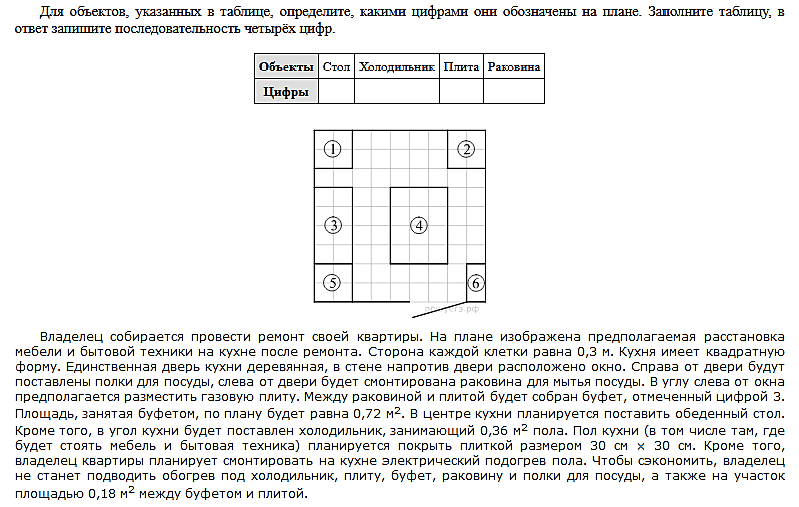 Для объектов, указанных в таблице, определите, какими цифрами они обозначены на плане. Заполните таблицу, в
ответ запишите последовательность четырёх цифр.
Объекты Стол Холодильник Плита Раковина
Цифры
1 2
3 4
5 6
Владелец собирается провести ремонт своей квартиры. На плане изображена предполагаемая расстановка
мебели и бытовой техники на кухне после ремонта. Сторона каждой клетки равна 0,3 м. Кухня имеет квадратную
форму. Единственная дверь кухни деревянная, в стене напротив двери расположено окно. Справа от двери будут
поставлены полки для посуды, слева от двери будет смонтирована раковина для мытья посуды. В углу слева от окна
предполагается разместить газовую плиту. Между раковиной и плитой будет собран буфет, отмеченный цифрой 3.
Площадь, занятая буфетом, по плану будет равна 0,72 м². В центре кухни планируется поставить обеденный стол.
Кроме того, в угол кухни будет поставлен холодильник, занимающий 0,36 м² пола. Пол кухни (в том числе там, где
будет стоять мебель и бытовая техника) планируется покрыть плиткой размером 30 см × 30 см. Кроме того,
владелец квартиры планирует смонтировать на кухне электрический подогрев пола. Чтобы сэкономить, владелец
не станет подводить обогрев под холодильник, плиту, буфет, раковину и полки для посуды, а также на участок
площадью 0,18 м² между буфетом и плитой.